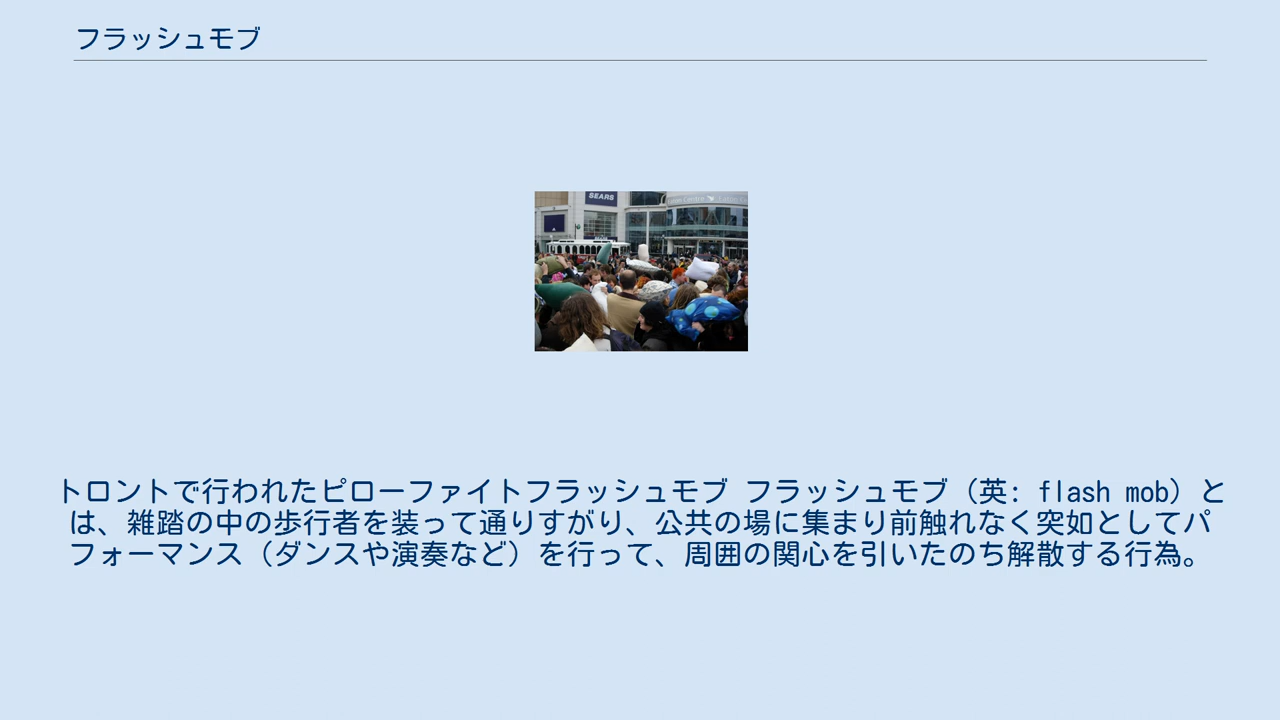 フラッシュモブ
SEARS
トロントで行われたピローファイトフラッシュモブ フラッシュモブ（英: flash mob）と
は、雑踏の中の歩行者を装って通りすがり、公共の場に集まり前触れなく突如としてパ
フォーマンス（ダンスや演奏など）を行って、周囲の関心を引いたのち解散する行為。